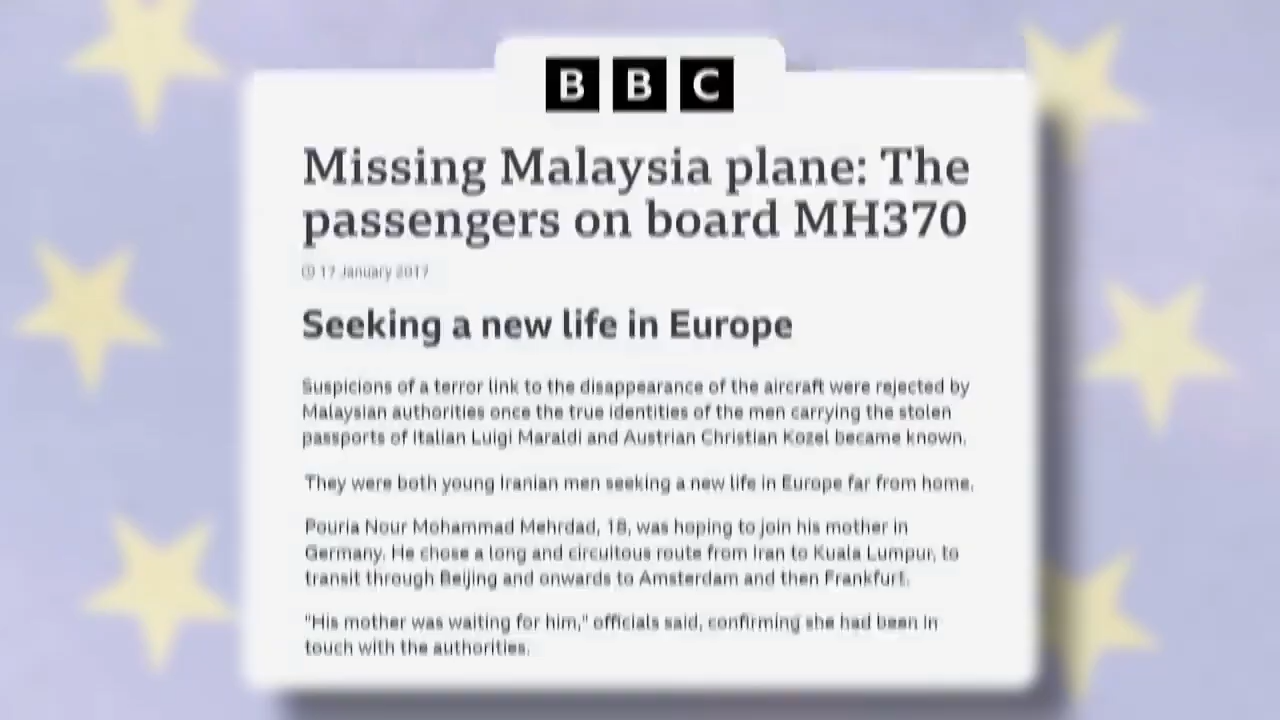 BBC
Missing Malaysia plane: The
passengers on board MH370
17 January 2017
Seeking a new life in Europe
Suspicions of a terror link to the disappearance of the aircraft were rejected by
Malaysian authorities once the true identities of the men carrying the stolen
passports of Italian Luigi Maraldi and Austrian Christian Kozel became known.
They were both young Iranian men seeking a new life in Europe far from home.
Pouria Nour Mohammad Mehrdad, 18, was hoping to join his mother in
Germany. He chose a long and circuitous route from Iran to Kuala Lumpur, to
transit through Beijing and onwards to Amsterdam and then Frankfurt.
"His mother was waiting for him," officials said, confirming she had been in
touch with the authorities.